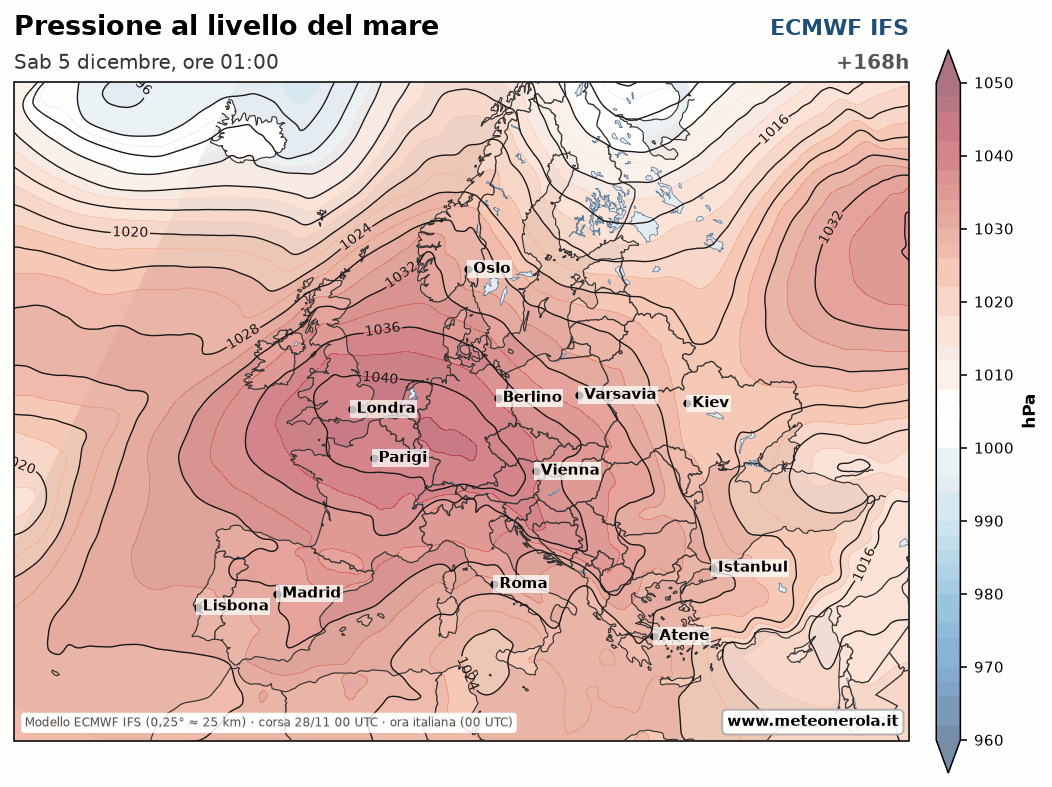 Pressione al livello del mare
ECMWF IFS
Sab 5 dicembre, ore 01:00
+168h
1050
1040
1030
1020
1010
1000
990
980
970
960
hPa
1016
1032
1020
1024
1032
Oslo
1036
1028
1040
Londra
Berlino
Varsavia
Kiev
Parigi
Vienna
1016
Istanbul
Roma
Madrid
Lisbona
Atene
Modello ECMWF IFS (0,25° ≈ 25 km) · corsa 28/11 00 UTC · ora italiana (00 UTC)
www.meteonerola.it